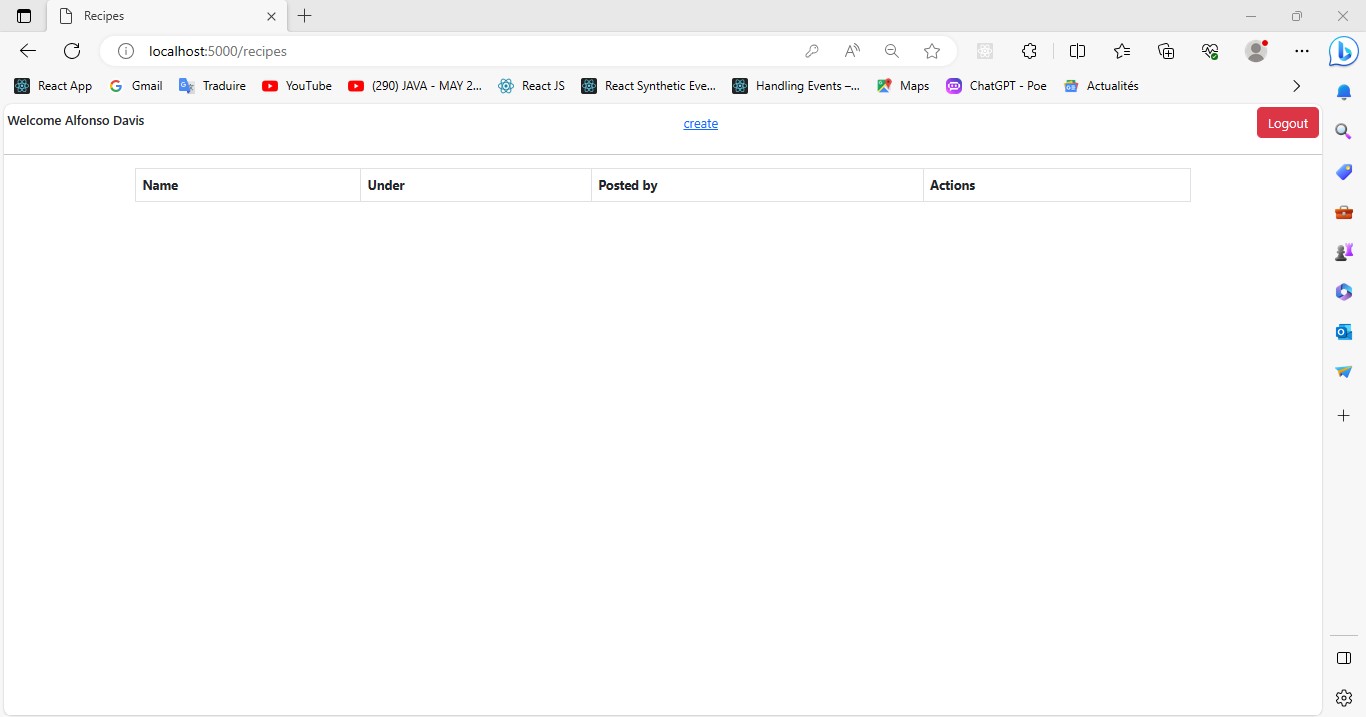 Recipes
localhost:5000/recipes
React App Gmail Traduire YouTube (290) JAVA - MAY 2... React JS React Synthetic Eve... Handling Events –... Maps ChatGPT - Poe Actualités
Welcome Alfonso Davis create Logout
Name Under Posted by Actions